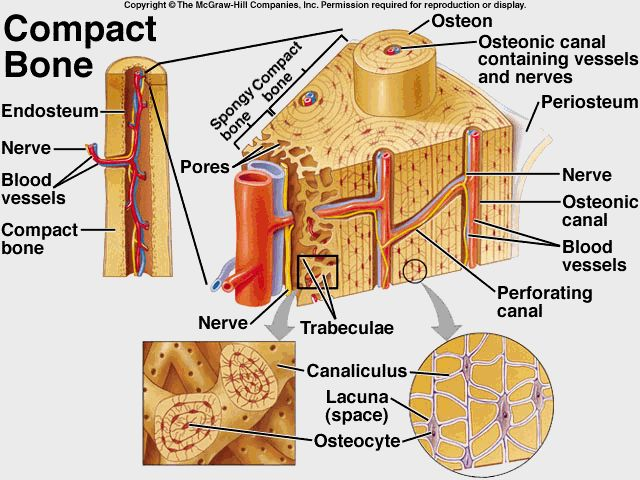 Copyright © The McGraw-Hill Companies, Inc. Permission required for reproduction or display.
Compact
Bone
Osteon
Osteonic canal
containing vessels
and nerves
Periosteum
Endosteum
Spongy
bone
Compact
bone
Nerve
Pores
Blood
vessels
Nerve
Osteonic
canal
Compact
bone
Blood
vessels
Perforating
canal
Nerve
Trabeculae
Canaliculus
Lacuna
(space)
Osteocyte